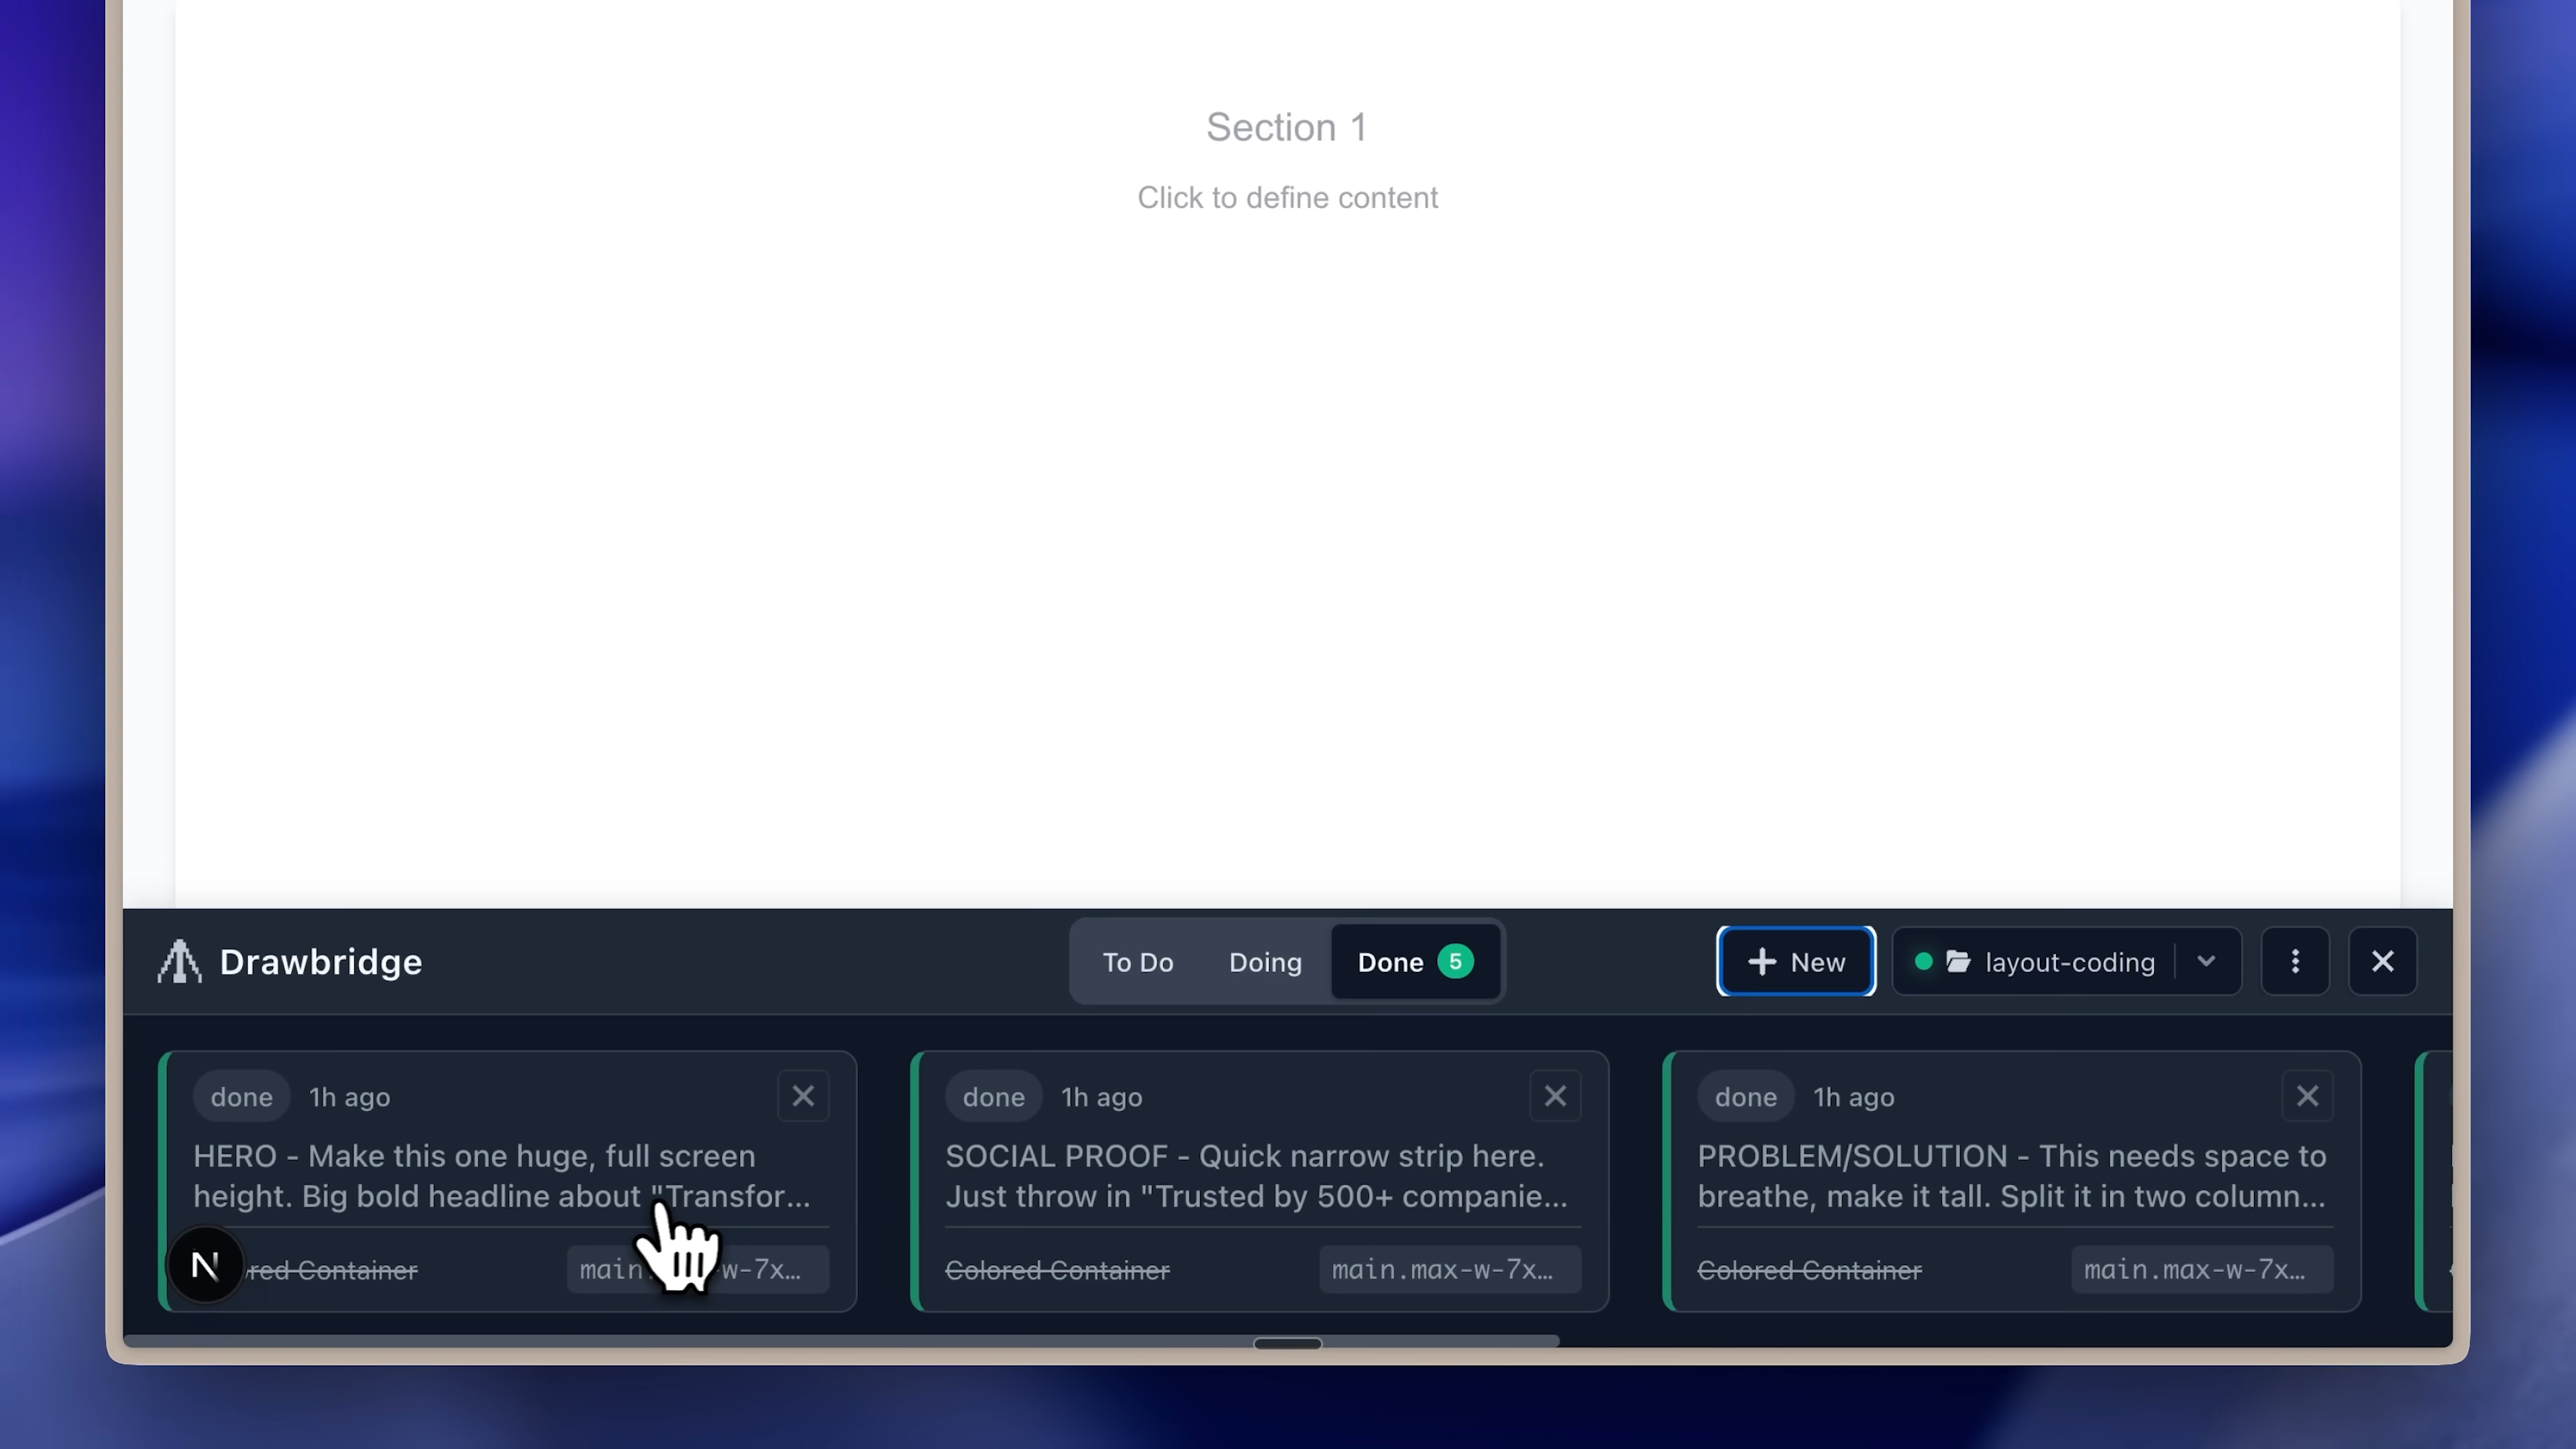 Section 1
Click to define content
Drawbridge
To Do
Doing
Done 5
New
layout-coding
done 1h ago
HERO - Make this one huge, full screen
height. Big bold headline about "Transfor...
red Container
main. w-7x...
done 1h ago
SOCIAL PROOF - Quick narrow strip here.
Just throw in "Trusted by 500+ companie...
Colored Container
main.max-w-7x...
done 1h ago
PROBLEM/SOLUTION - This needs space to
breathe, make it tall. Split it in two column...
Colored Container
main.max-w-7x...
N